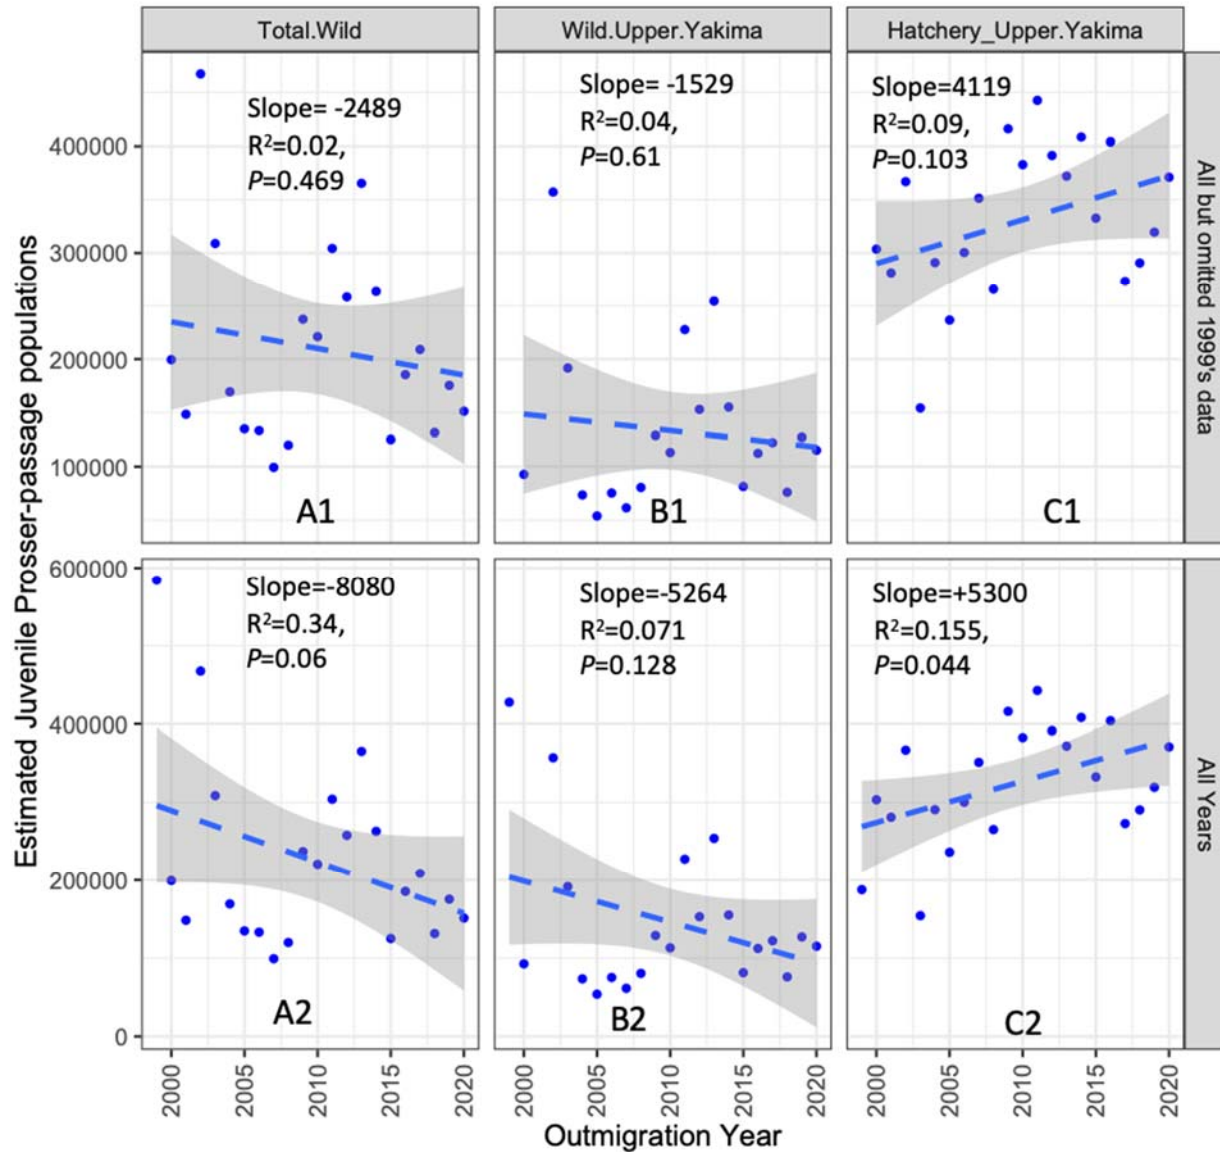 Total.Wild
Wild.Upper.Yakima
Hatchery_Upper.Yakima
Slope= -2489
R²=0.02,
P=0.469
A1
Slope= -1529
R²=0.04,
P=0.61
B1
Slope=4119
R²=0.09,
P=0.103
C1
All but omitted 1999's data
400000
300000
200000
100000
Estimated Juvenile Prosser-passage populations
Slope=-8080
R²=0.34,
P=0.06
A2
Slope=-5264
R²=0.071
P=0.128
B2
Slope=+5300
R²=0.155,
P=0.044
C2
All Years
600000
400000
200000
0
2000 2005 2010 2015 2020
2000 2005 2010 2015 2020
2000 2005 2010 2015 2020
Outmigration Year